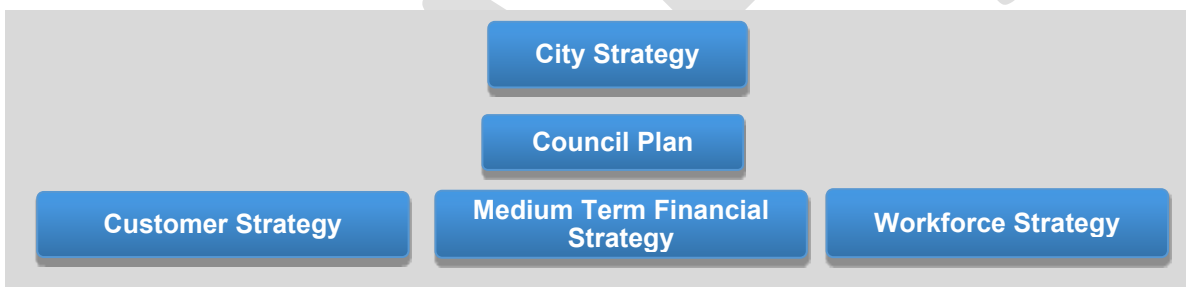 City Strategy
Council Plan
Customer Strategy
Medium Term Financial
Strategy
Workforce Strategy